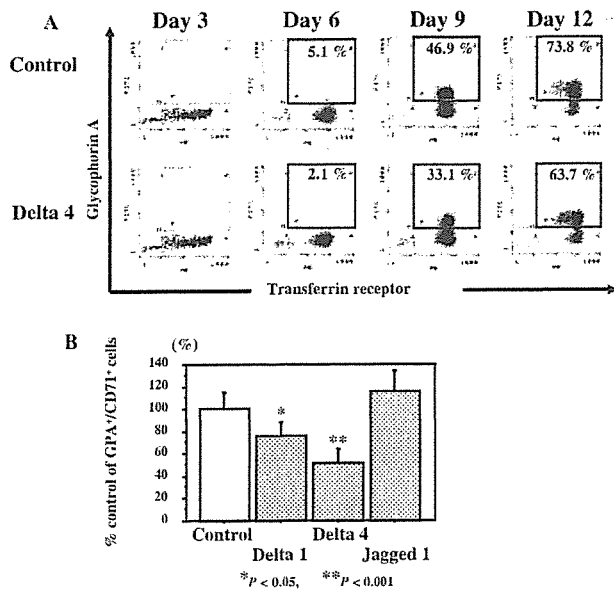 A
Day 3 Day 6 Day 9 Day 12
Control
5.1 % 46.9 % 73.8 %
Glycophorin A
Delta 4
2.1 % 33.1 % 63.7 %
Transferrin receptor
B
(%)
% control of GPA⁺/CD71⁺ cells
140
120
100
80
60
40
20
0
* **
Control Delta 4
Delta 1 Jagged 1
*P < 0.05, **P < 0.001